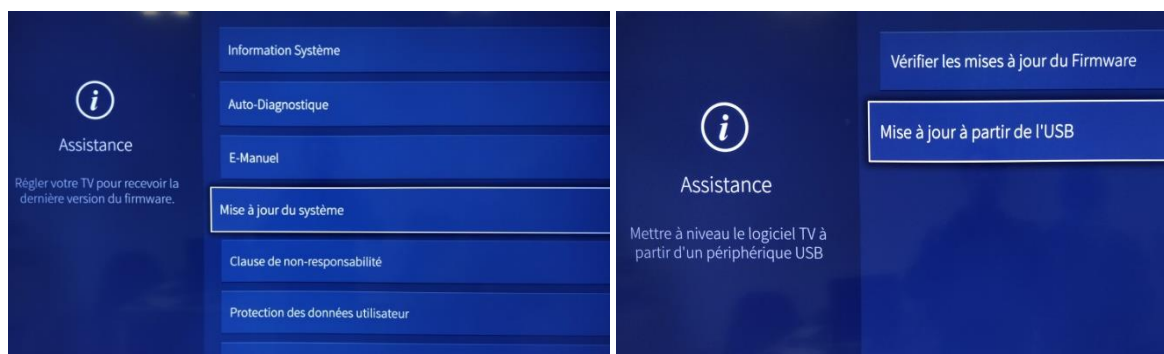 Information Système
Auto-Diagnostique
E-Manuel
Mise à jour du système
Clause de non-responsabilité
Protection des données utilisateur
Assistance
Règler votre TV pour recevoir la
dernière version du firmware.
Vérifier les mises à jour du Firmware
Mise à jour à partir de l'USB
Assistance
Mettre à niveau le logiciel TV à
partir d'un périphérique USB